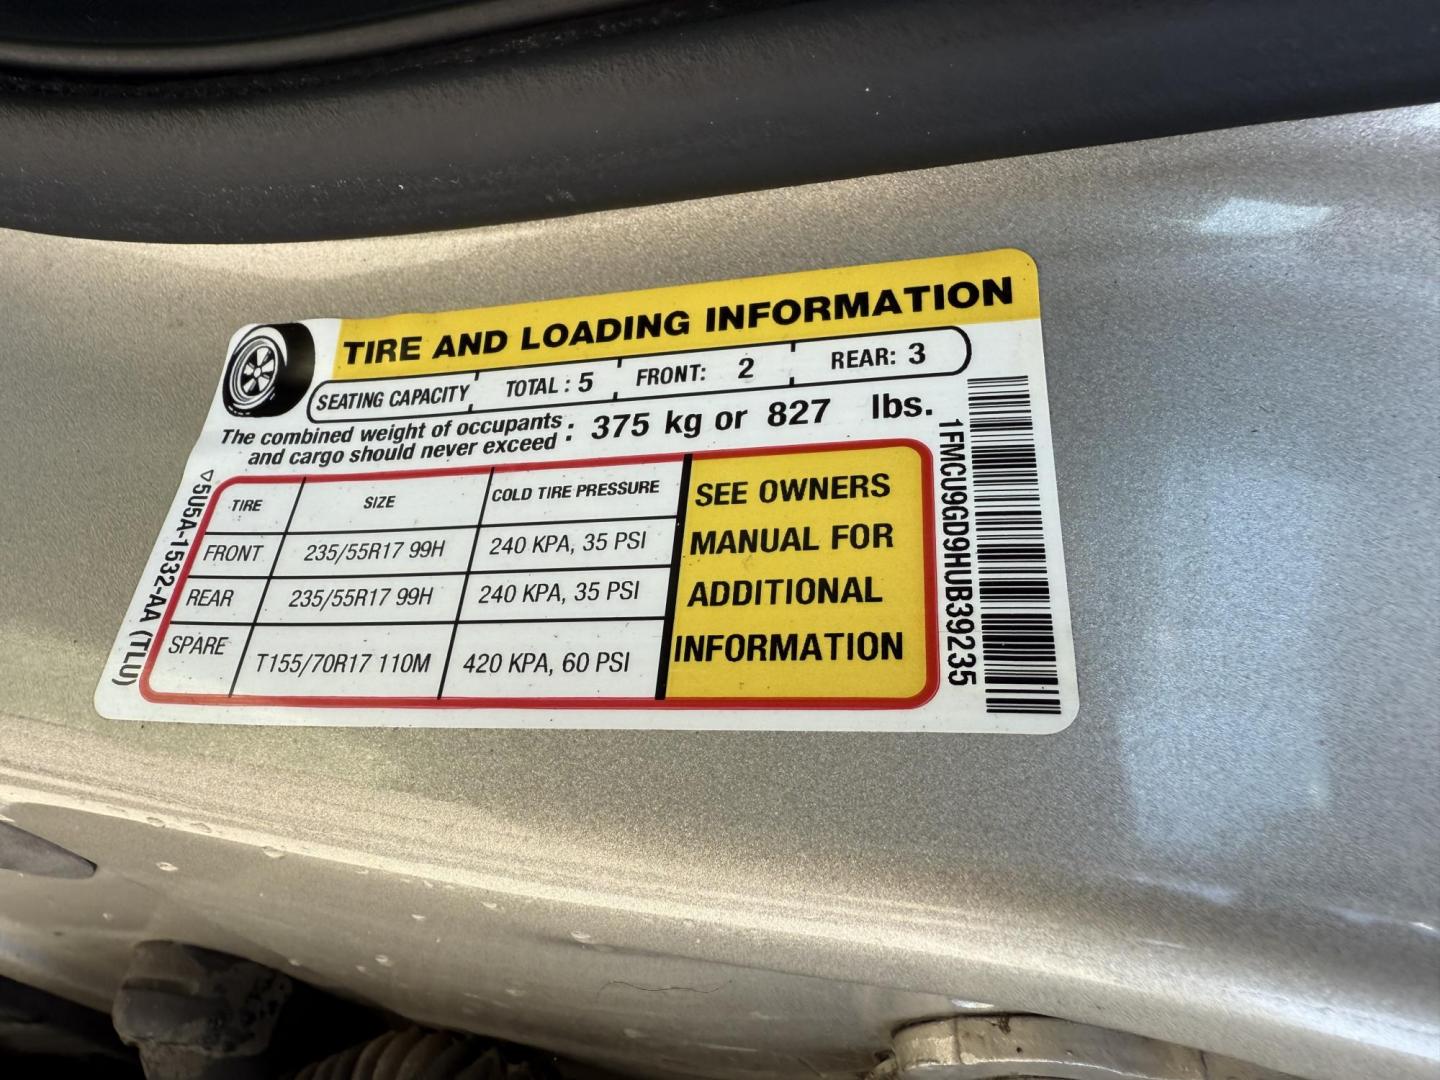 TIRE AND LOADING INFORMATION
SEATING CAPACITY TOTAL : 5 FRONT: 2 REAR: 3
The combined weight of occupants
and cargo should never exceed : 375 kg or 827 lbs.
TIRE SIZE COLD TIRE PRESSURE
FRONT 235/55R17 99H 240 KPA, 35 PSI
REAR 235/55R17 99H 240 KPA, 35 PSI
SPARE T155/70R17 110M 420 KPA, 60 PSI
SEE OWNERS
MANUAL FOR
ADDITIONAL
INFORMATION
5U5A-1532-AA (TLU)
1FMCU9GD9HUB39235